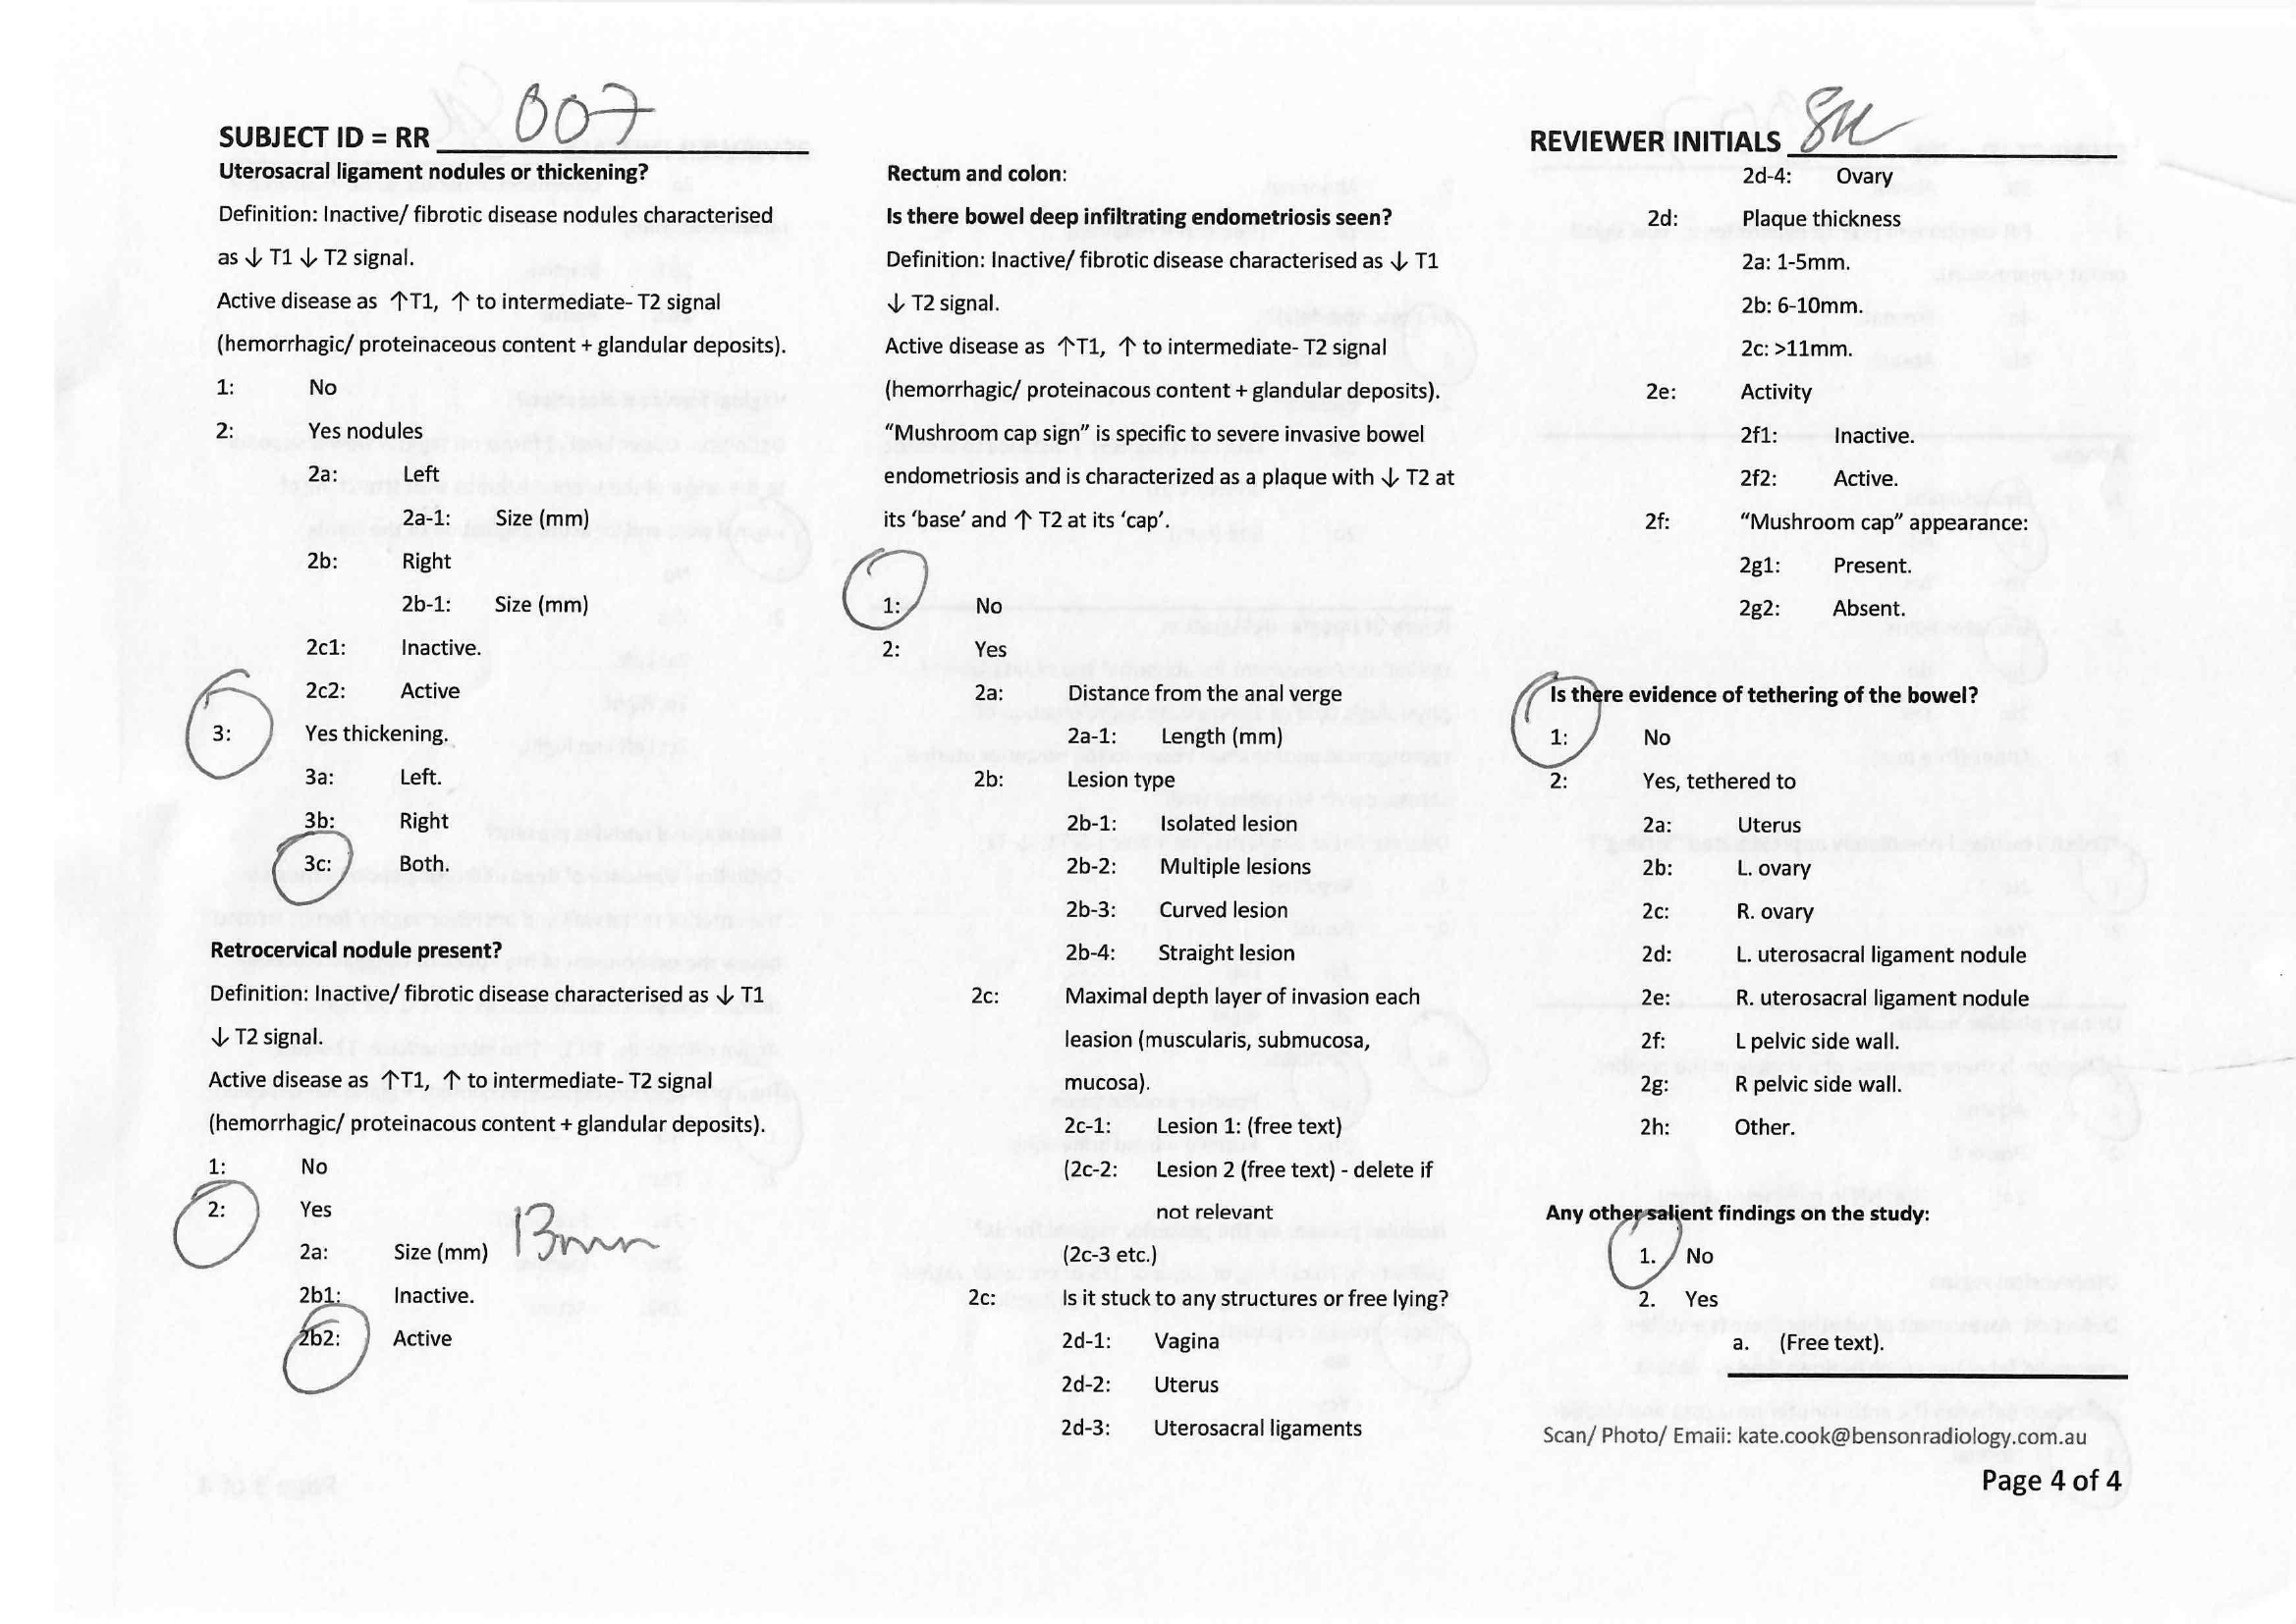 SUBJECT ID = RR 007
Uterosacral ligament nodules or thickening?
Definition: Inactive/ fibrotic disease nodules characterised
as ↓ T1 ↓ T2 signal.
Active disease as ↑T1, ↑ to intermediate- T2 signal
(hemorrhagic/ proteinaceous content + glandular deposits).
1: No
2: Yes nodules
2a: Left
2a-1: Size (mm)
2b: Right
2b-1: Size (mm)
2c1: Inactive.
2c2: Active
3: Yes thickening.
3a: Left.
3b: Right
3c: Both.
Retrocervical nodule present?
Definition: Inactive/ fibrotic disease characterised as ↓ T1
↓ T2 signal.
Active disease as ↑T1, ↑ to intermediate- T2 signal
(hemorrhagic/ proteinacous content + glandular deposits).
1: No
2: Yes
2a: Size (mm) 13mm
2b1: Inactive.
2b2: Active
Rectum and colon:
Is there bowel deep infiltrating endometriosis seen?
Definition: Inactive/ fibrotic disease characterised as ↓ T1
↓ T2 signal.
Active disease as ↑T1, ↑ to intermediate- T2 signal
(hemorrhagic/ proteinacous content + glandular deposits).
“Mushroom cap sign” is specific to severe invasive bowel
endometriosis and is characterized as a plaque with ↓ T2 at
its ‘base’ and ↑ T2 at its ‘cap’.
1: No
2: Yes
2a: Distance from the anal verge
2a-1: Length (mm)
2b: Lesion type
2b-1: Isolated lesion
2b-2: Multiple lesions
2b-3: Curved lesion
2b-4: Straight lesion
2c: Maximal depth layer of invasion each
leasion (muscularis, submucosa,
mucosa).
2c-1: Lesion 1: (free text)
(2c-2: Lesion 2 (free text) - delete if
not relevant
(2c-3 etc.)
2c: Is it stuck to any structures or free lying?
2d-1: Vagina
2d-2: Uterus
2d-3: Uterosacral ligaments
REVIEWER INITIALS
2d-4: Ovary
2d: Plaque thickness
2a: 1-5mm.
2b: 6-10mm.
2c: >11mm.
2e: Activity
2f1: Inactive.
2f2: Active.
2f: “Mushroom cap” appearance:
2g1: Present.
2g2: Absent.
Is there evidence of tethering of the bowel?
1: No
2: Yes, tethered to
2a: Uterus
2b: L. ovary
2c: R. ovary
2d: L. uterosacral ligament nodule
2e: R. uterosacral ligament nodule
2f: L pelvic side wall.
2g: R pelvic side wall.
2h: Other.
Any other salient findings on the study:
1. No
2. Yes
a. (Free text).
Scan/ Photo/ Email: kate.cook@bensonradiology.com.au
Page 4 of 4